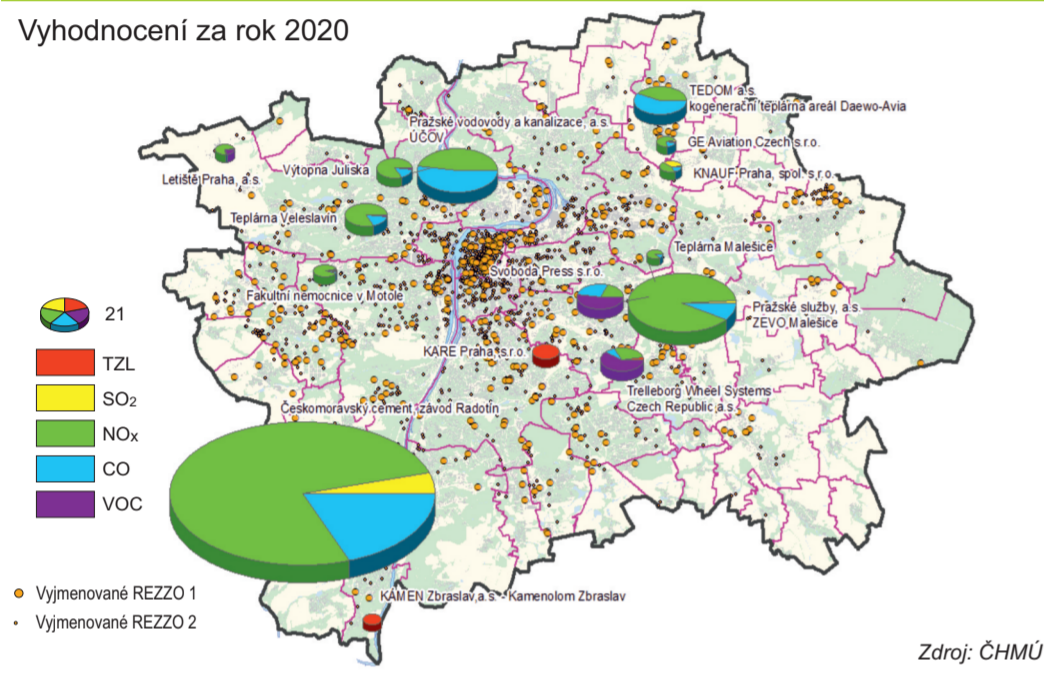 Vyhodnocení za rok 2020
TEDOM a.s.
kogenerační teplárna areál Daewo-Avia
Pražské vodovody a kanalizace, a.s.
ÚČOV
GE Aviation Czech s.r.o.
KNAUF Praha, spol. s r.o.
Výtopna Juliska
Letiště Praha, a.s.
Teplárna Veleslavín
Teplárna Malešice
Svoboda Press s.r.o.
Fakultní nemocnice v Motole
Pražské služby, a.s.
ZEVO Malešice
KARE Praha, s.r.o.
Trelleborg Wheel Systems
Czech Republic a.s.
Českomoravský cement, závod Radotín
21
TZL
SO₂
NOₓ
CO
VOC
Vyjmenované REZZO 1
Vyjmenované REZZO 2
KÁMEN Zbraslav, a.s. - Kamenolom Zbraslav
Zdroj: ČHMÚ